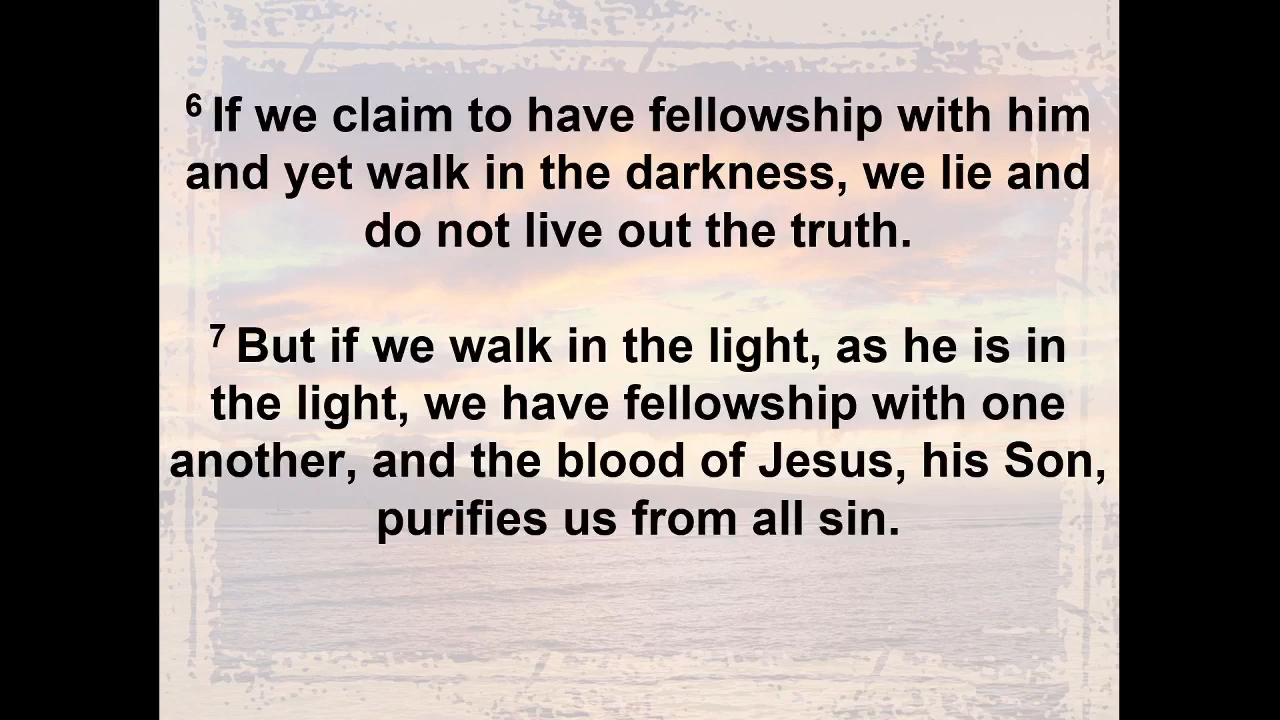 6 If we claim to have fellowship with him
and yet walk in the darkness, we lie and
do not live out the truth.
7 But if we walk in the light, as he is in
the light, we have fellowship with one
another, and the blood of Jesus, his Son,
purifies us from all sin.